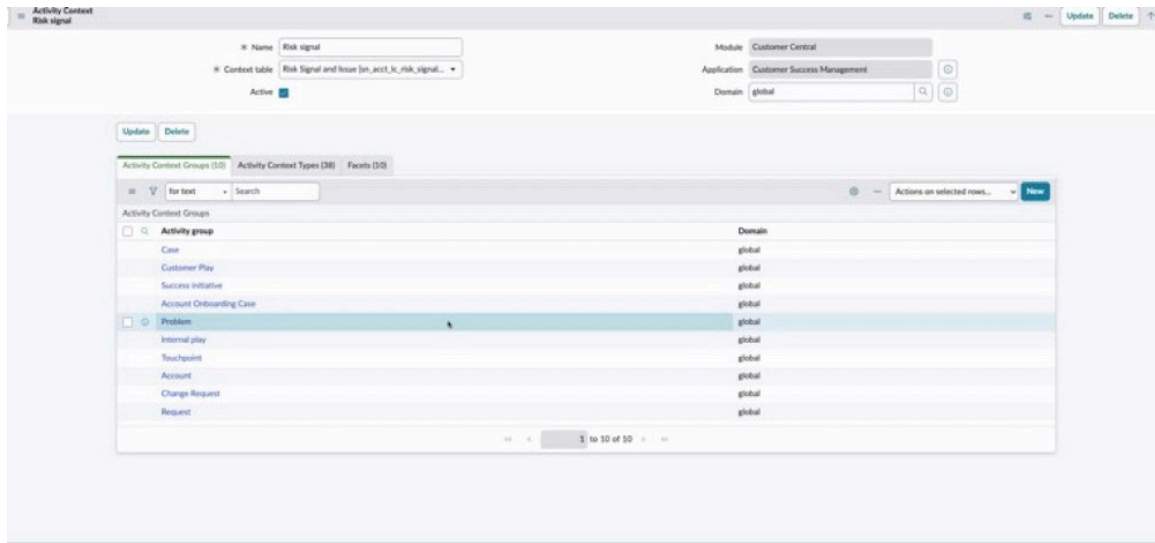 Activity Context
Risk signal
Update Delete
* Name Risk signal
Module Customer Central
* Context table Risk Signal and Issue [sn_acct_lc_risk_signal...
Application Customer Success Management
Active
Domain global
Update Delete
Activity Context Groups (10) Activity Context Types (38) Facets (10)
for text Search Actions on selected rows... New
Activity Context Groups
Activity group Domain
Case global
Customer Play global
Success initiative global
Account Onboarding Case global
Problem global
Internal play global
Touchpoint global
Account global
Change Request global
Request global
1 to 10 of 10